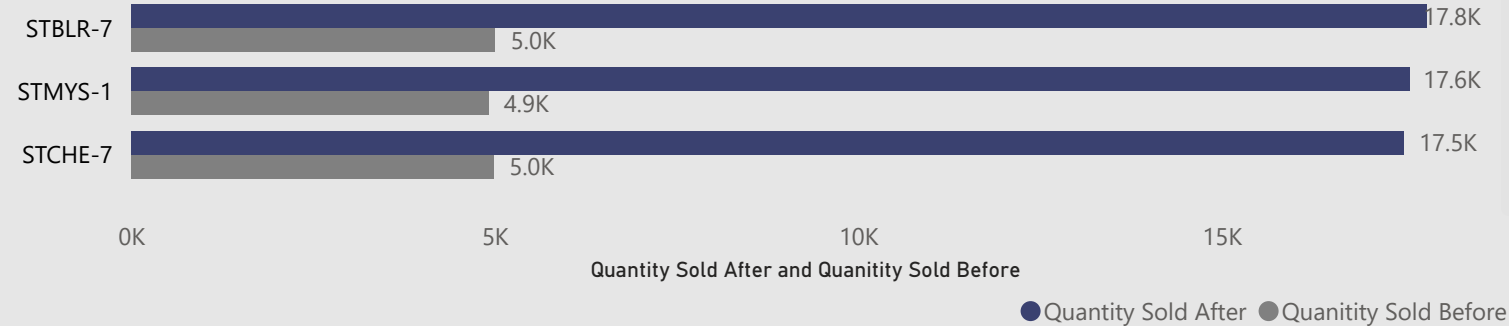 STBLR-7
17.8K
5.0K
STMYS-1
17.6K
4.9K
STCHE-7
17.5K
5.0K
0K 5K 10K 15K
Quantity Sold After and Quanitity Sold Before
Quantity Sold After Quanitity Sold Before